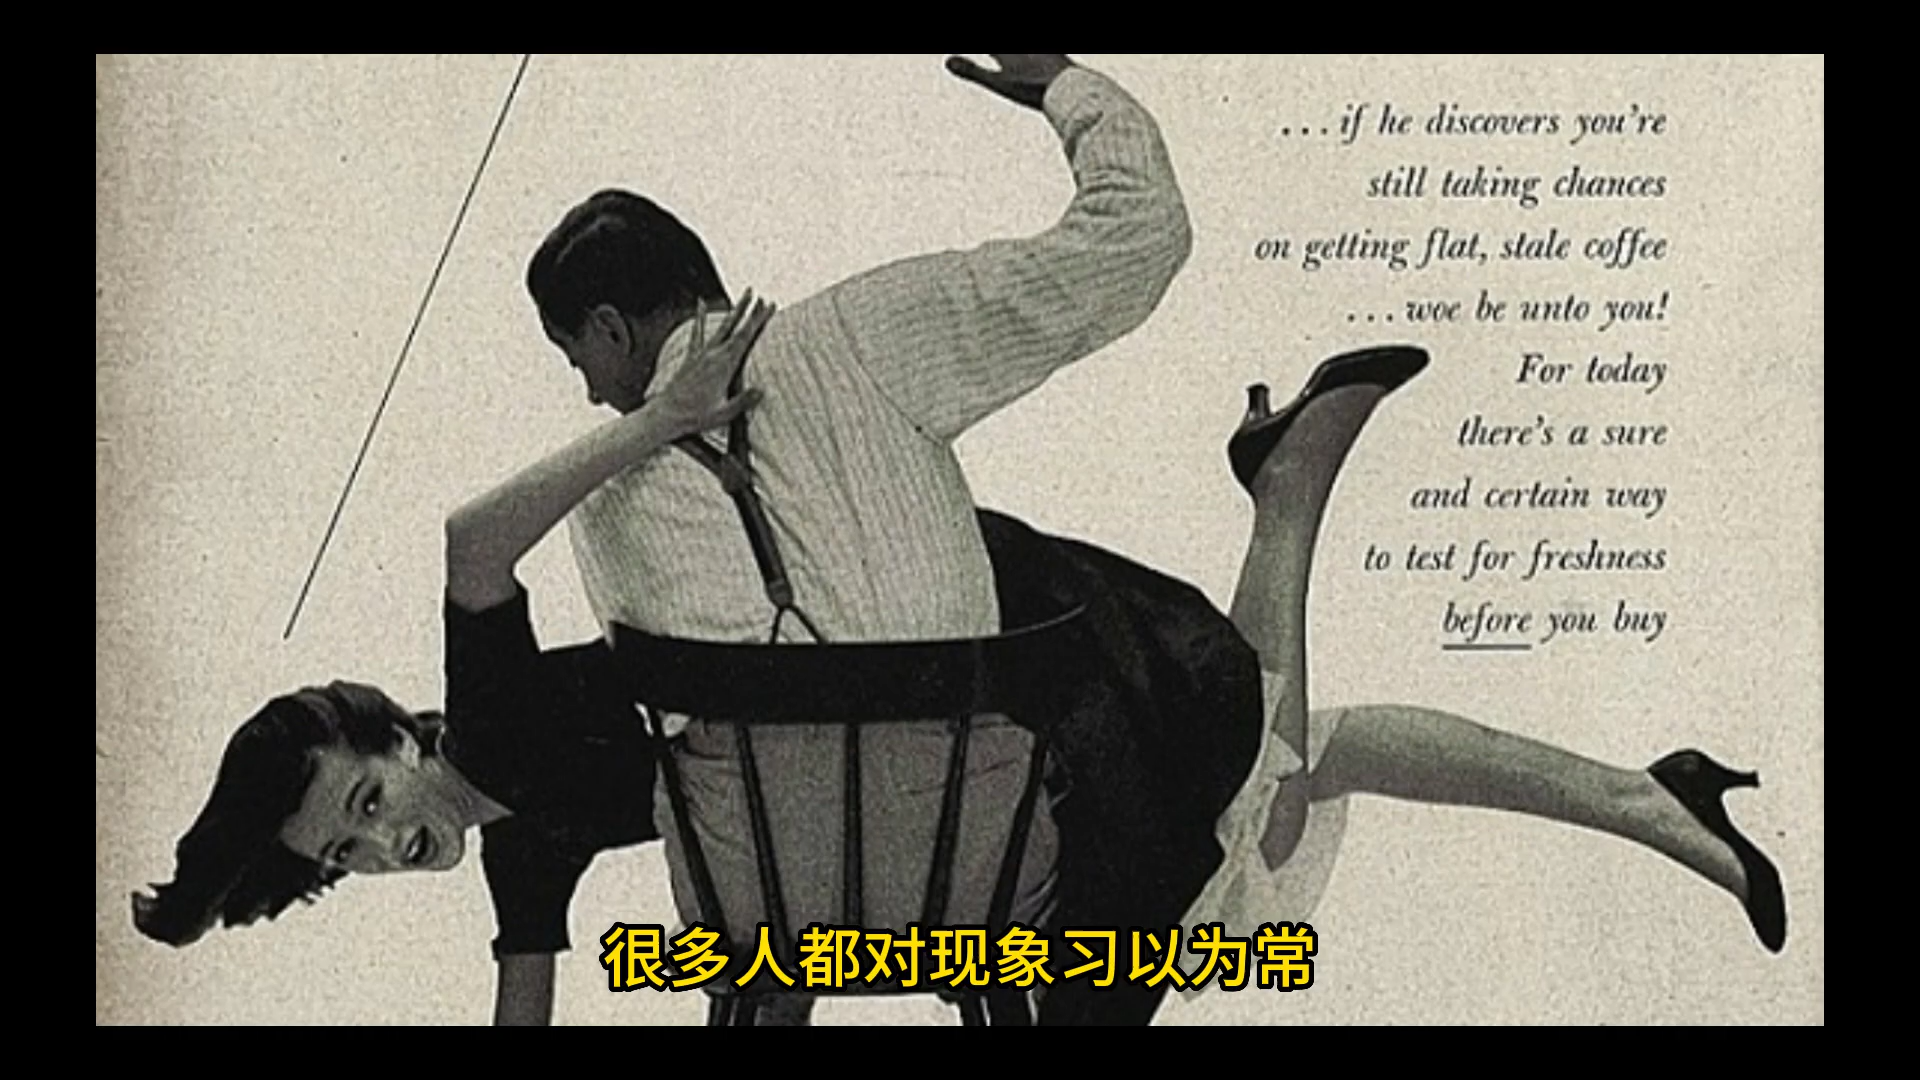 ...if he discovers you're
still taking chances
on getting flat, stale coffee
...woe be unto you!
For today
there's a sure
and certain way
to test for freshness
before you buy
很多人都对现象习以为常